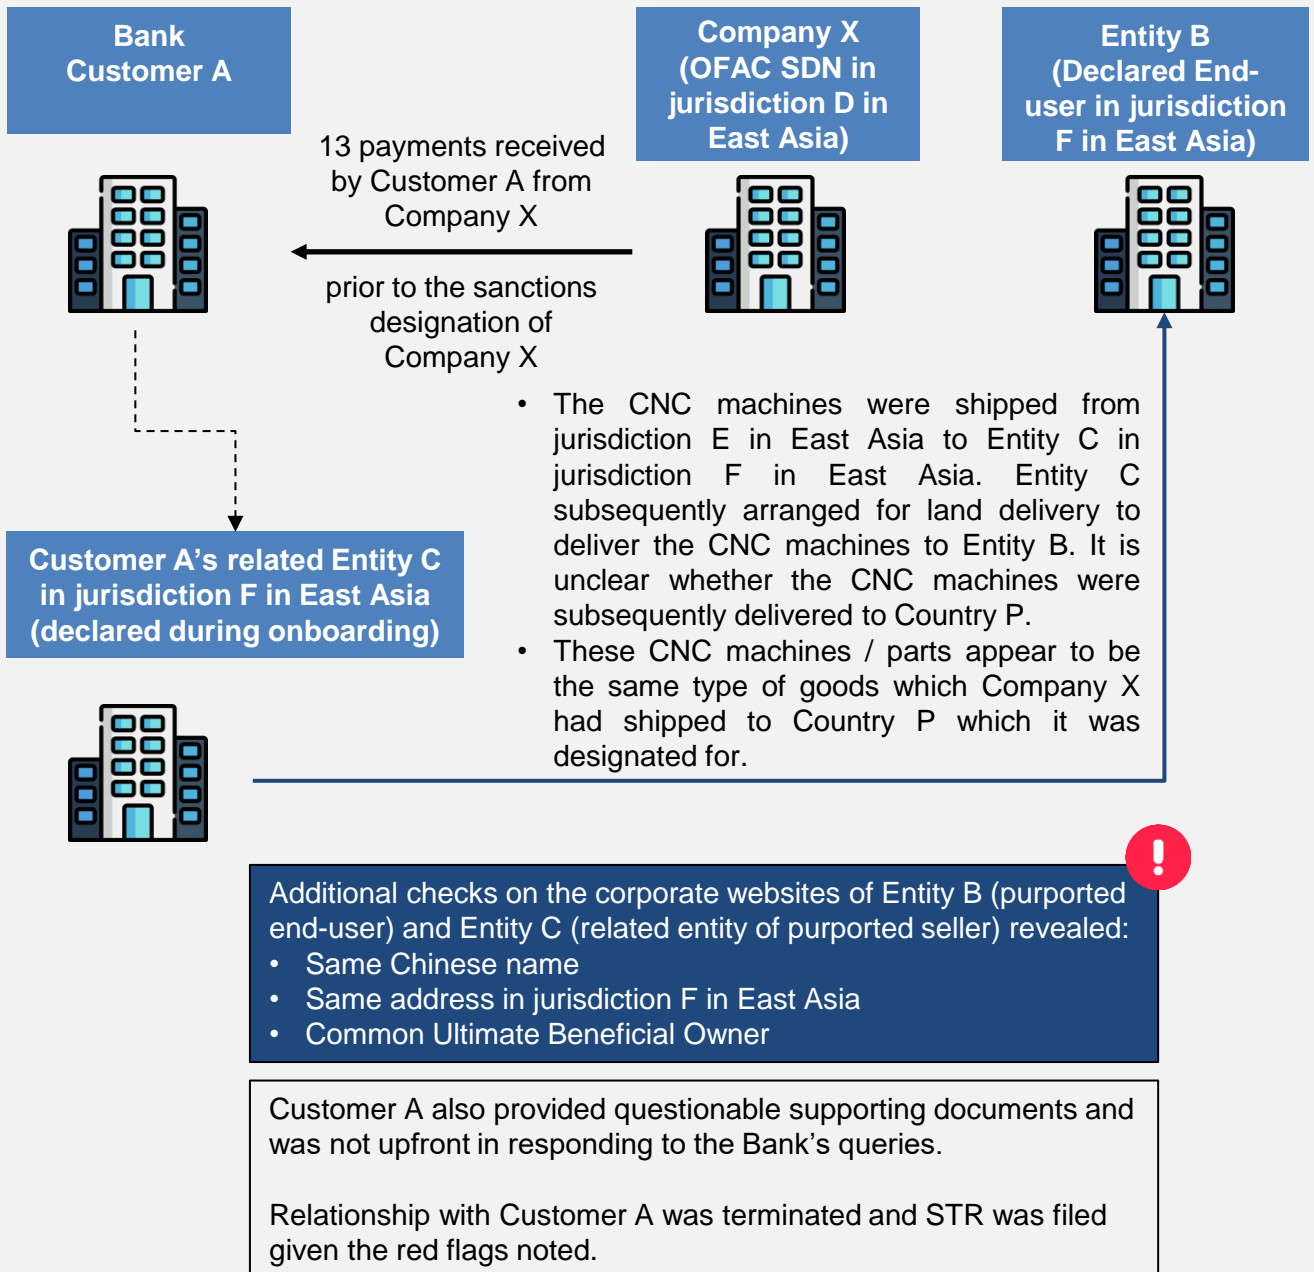 Bank
Customer A
Company X
(OFAC SDN in
jurisdiction D in
East Asia)
Entity B
(Declared End-
user in jurisdiction
F in East Asia)
13 payments received
by Customer A from
Company X
prior to the sanctions
designation of
Company X
• The CNC machines were shipped from
jurisdiction E in East Asia to Entity C in
jurisdiction F in East Asia. Entity C
subsequently arranged for land delivery to
deliver the CNC machines to Entity B. It is
unclear whether the CNC machines were
subsequently delivered to Country P.
• These CNC machines / parts appear to be
the same type of goods which Company X
had shipped to Country P which it was
designated for.
Customer A's related Entity C
in jurisdiction F in East Asia
(declared during onboarding)
!
Additional checks on the corporate websites of Entity B (purported
end-user) and Entity C (related entity of purported seller) revealed:
• Same Chinese name
• Same address in jurisdiction F in East Asia
• Common Ultimate Beneficial Owner
Customer A also provided questionable supporting documents and
was not upfront in responding to the Bank's queries.
Relationship with Customer A was terminated and STR was filed
given the red flags noted.